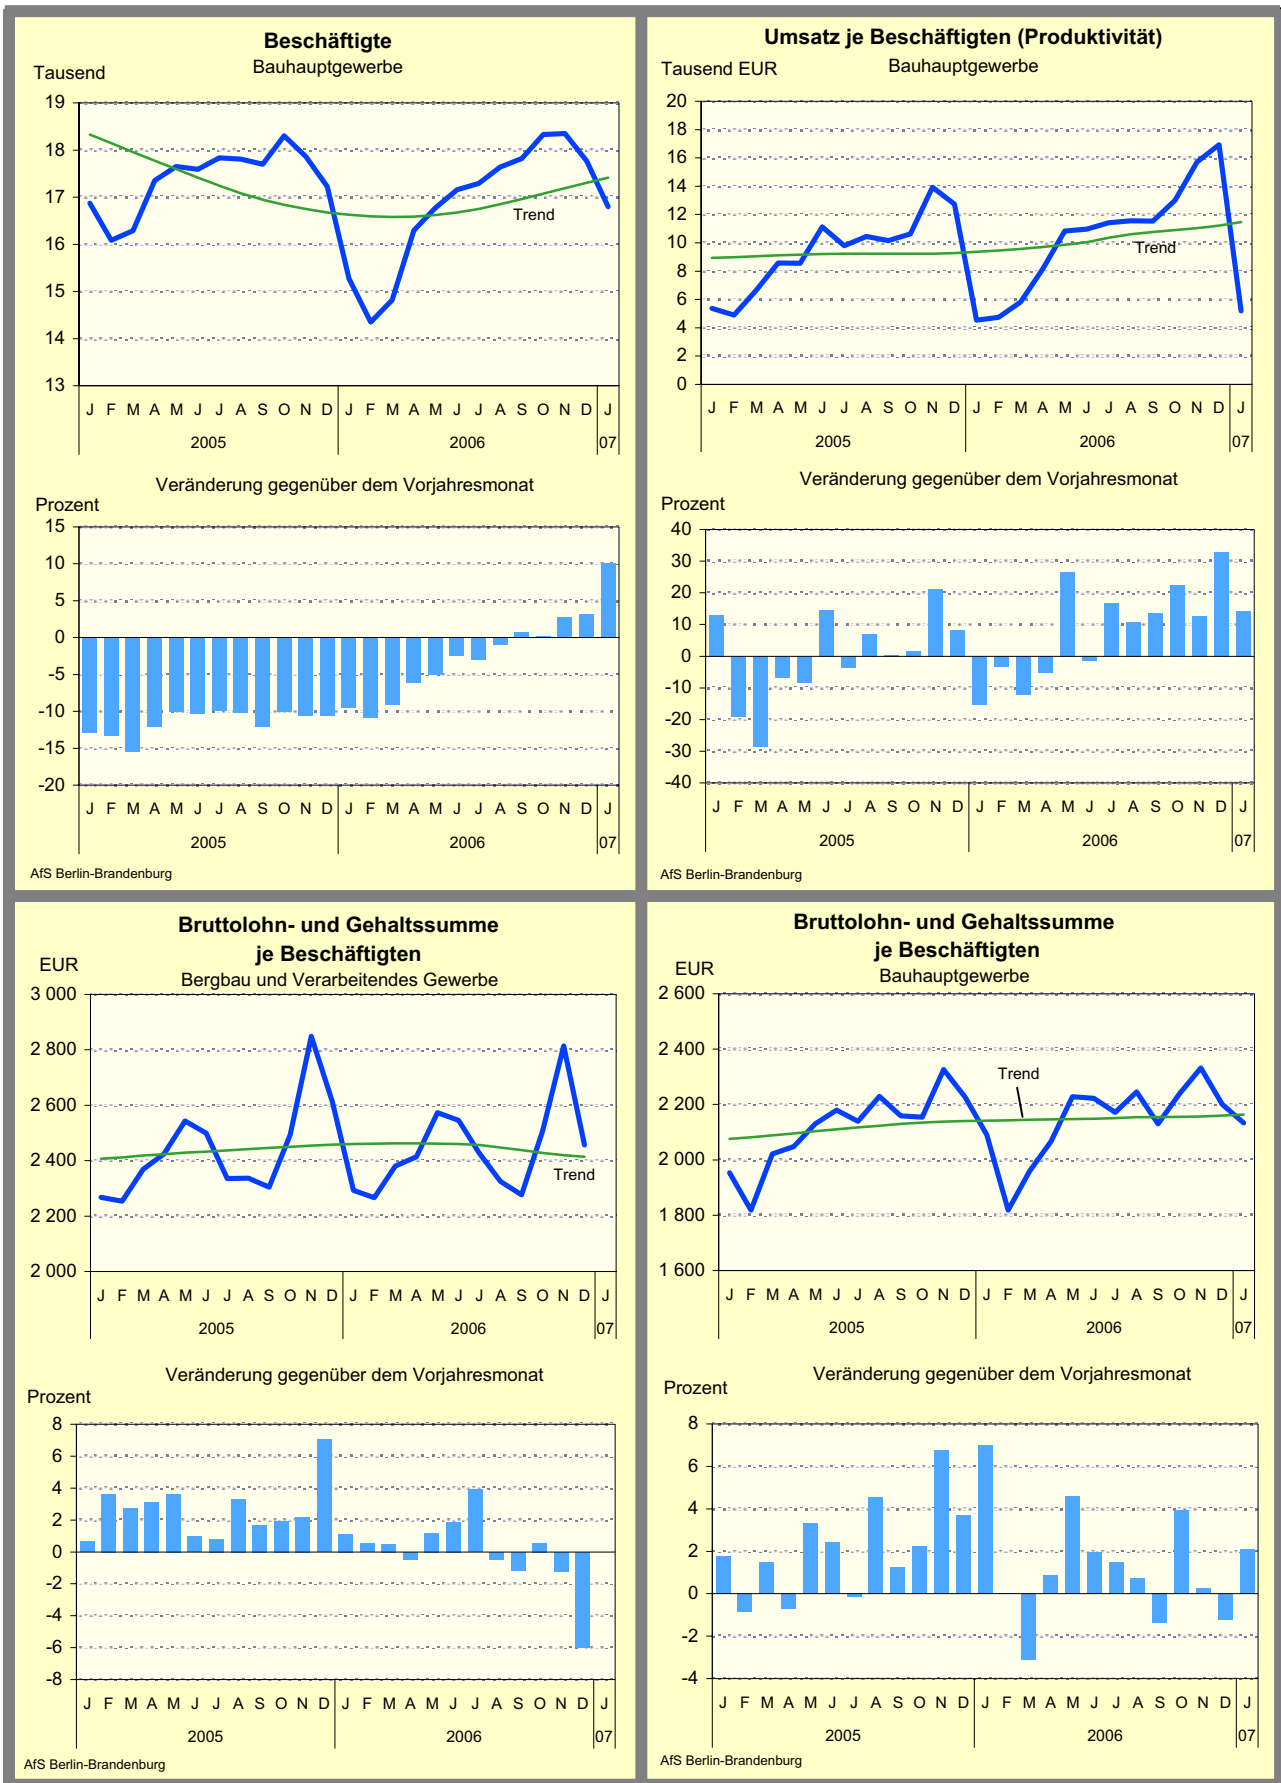 Beschäftigte
Bauhauptgewerbe
Tausend
19
18
17
16
15
14
13
Trend
J F M A M J J A S O N D J F M A M J J A S O N D J
2005 2006 07
Veränderung gegenüber dem Vorjahresmonat
Prozent
15
10
5
0
-5
-10
-15
-20
J F M A M J J A S O N D J F M A M J J A S O N D J
2005 2006 07
AfS Berlin-Brandenburg
Umsatz je Beschäftigten (Produktivität)
Bauhauptgewerbe
Tausend EUR
20
18
16
14
12
10
8
6
4
2
0
Trend
J F M A M J J A S O N D J F M A M J J A S O N D J
2005 2006 07
Veränderung gegenüber dem Vorjahresmonat
Prozent
40
30
20
10
0
-10
-20
-30
-40
J F M A M J J A S O N D J F M A M J J A S O N D J
2005 2006 07
AfS Berlin-Brandenburg
Bruttolohn- und Gehaltssumme
je Beschäftigten
Bergbau und Verarbeitendes Gewerbe
EUR
3 000
2 800
2 600
2 400
2 200
2 000
Trend
J F M A M J J A S O N D J F M A M J J A S O N D J
2005 2006 07
Veränderung gegenüber dem Vorjahresmonat
Prozent
8
6
4
2
0
-2
-4
-6
-8
J F M A M J J A S O N D J F M A M J J A S O N D J
2005 2006 07
AfS Berlin-Brandenburg
Bruttolohn- und Gehaltssumme
je Beschäftigten
Bauhauptgewerbe
EUR
2 600
2 400
2 200
2 000
1 800
1 600
Trend
J F M A M J J A S O N D J F M A M J J A S O N D J
2005 2006 07
Veränderung gegenüber dem Vorjahresmonat
Prozent
8
6
4
2
0
-2
-4
J F M A M J J A S O N D J F M A M J J A S O N D J
2005 2006 07
AfS Berlin-Brandenburg